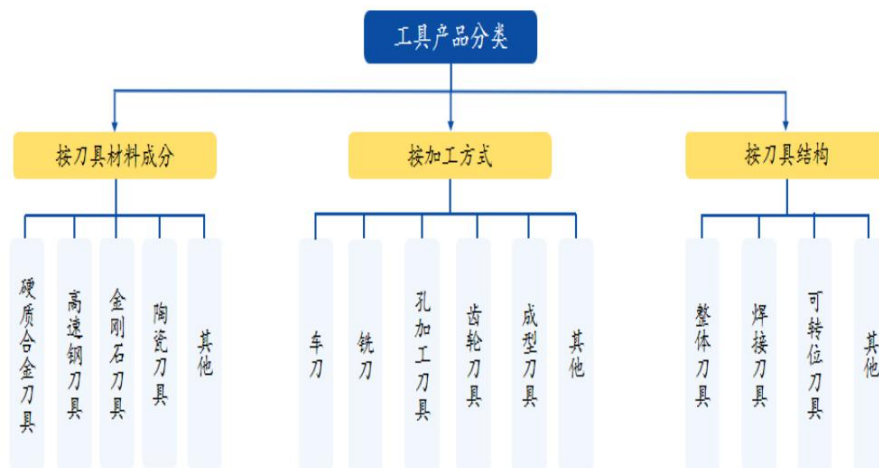 工具产品分类
按刀具材料成分
按加工方式
按刀具结构
硬质合金刀具
高速钢刀具
金刚石刀具
陶瓷刀具
其他
车刀
铣刀
孔加工刀具
齿轮刀具
成型刀具
其他
整体刀具
焊接刀具
可转位刀具
其他